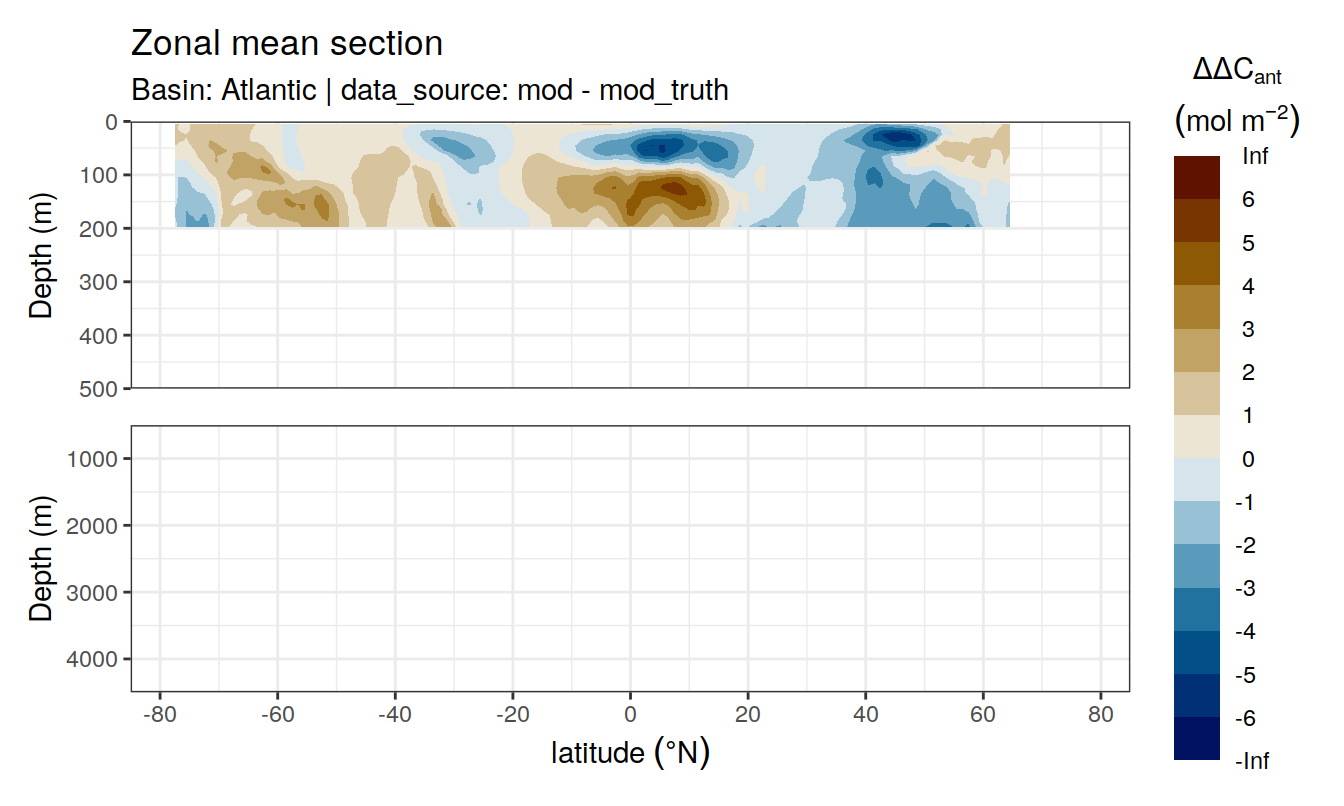 Zonal mean section
Basin: Atlantic | data_source: mod - mod_truth
ΔΔC_ant
(mol m⁻²)
Inf
6
5
4
3
2
1
0
-1
-2
-3
-4
-5
-6
-Inf
Depth (m)
0
100
200
300
400
500
Depth (m)
1000
2000
3000
4000
-80 -60 -40 -20 0 20 40 60 80
latitude (°N)